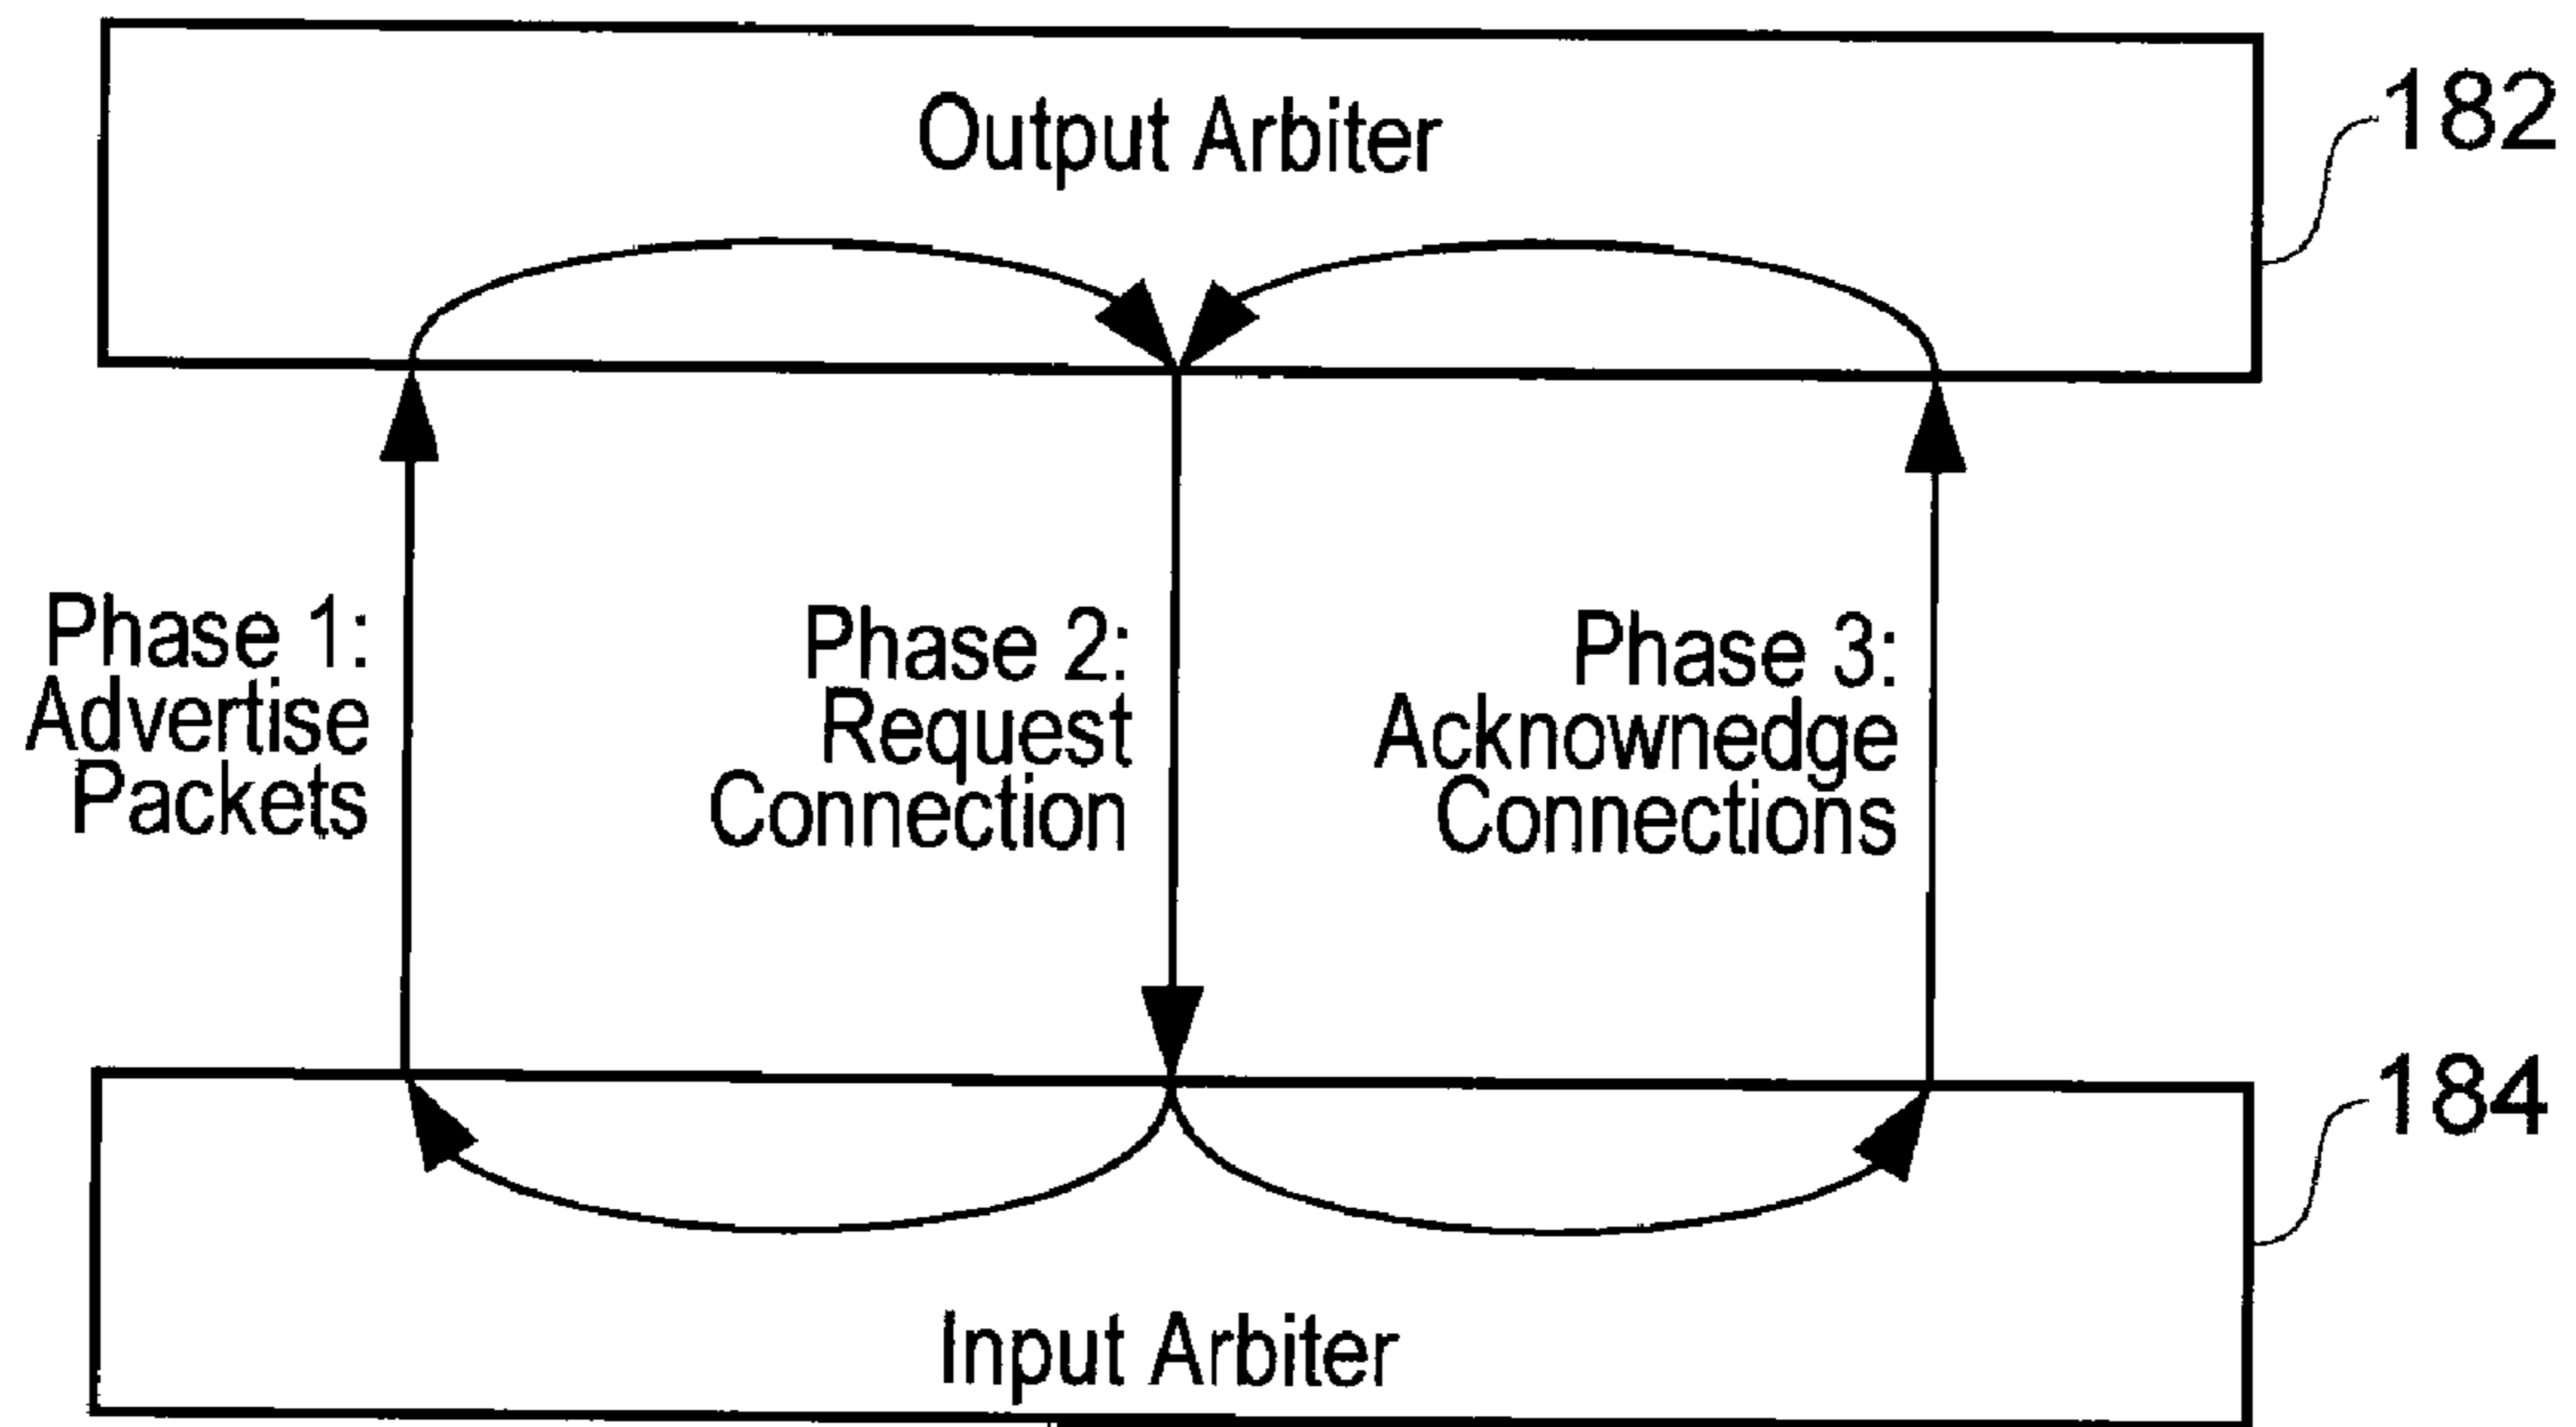 Output Arbiter
182
Phase 1:
Advertise
Packets
Phase 2:
Request
Connection
Phase 3:
Acknownedge
Connections
184
Input Arbiter